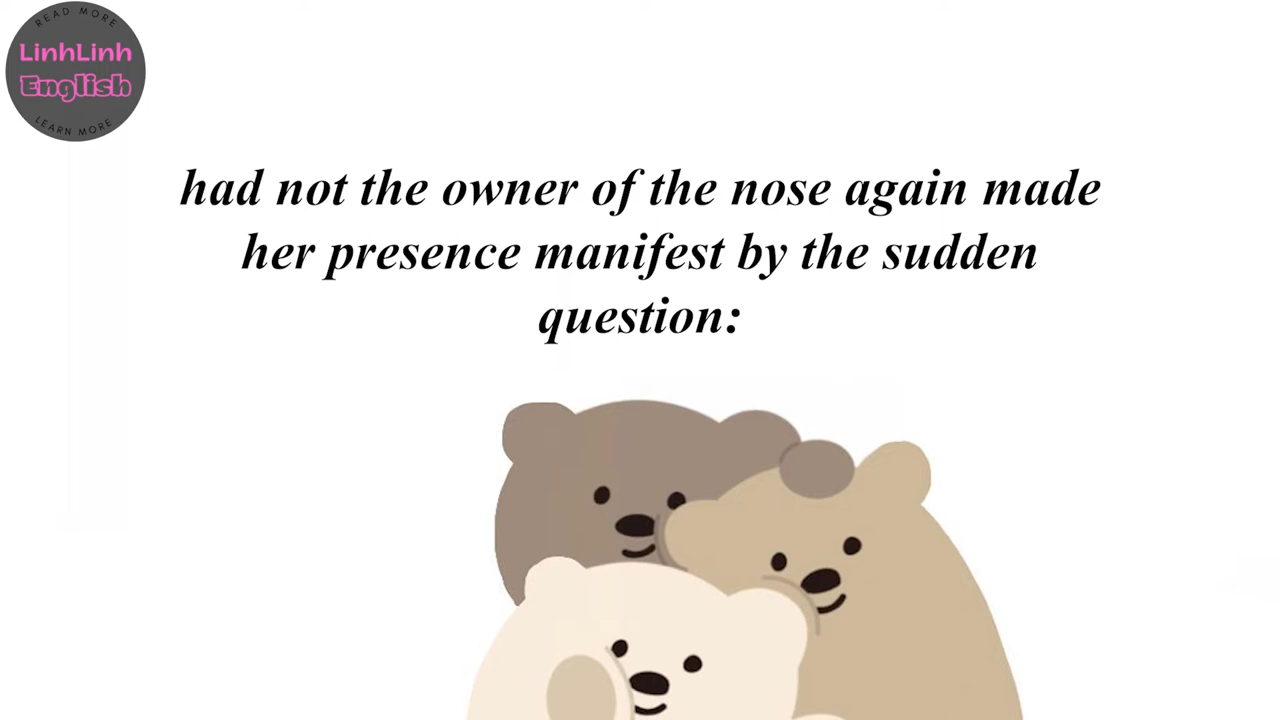 READ MORE
LinhLinh
English
LEARN MORE
had not the owner of the nose again made
her presence manifest by the sudden
question: